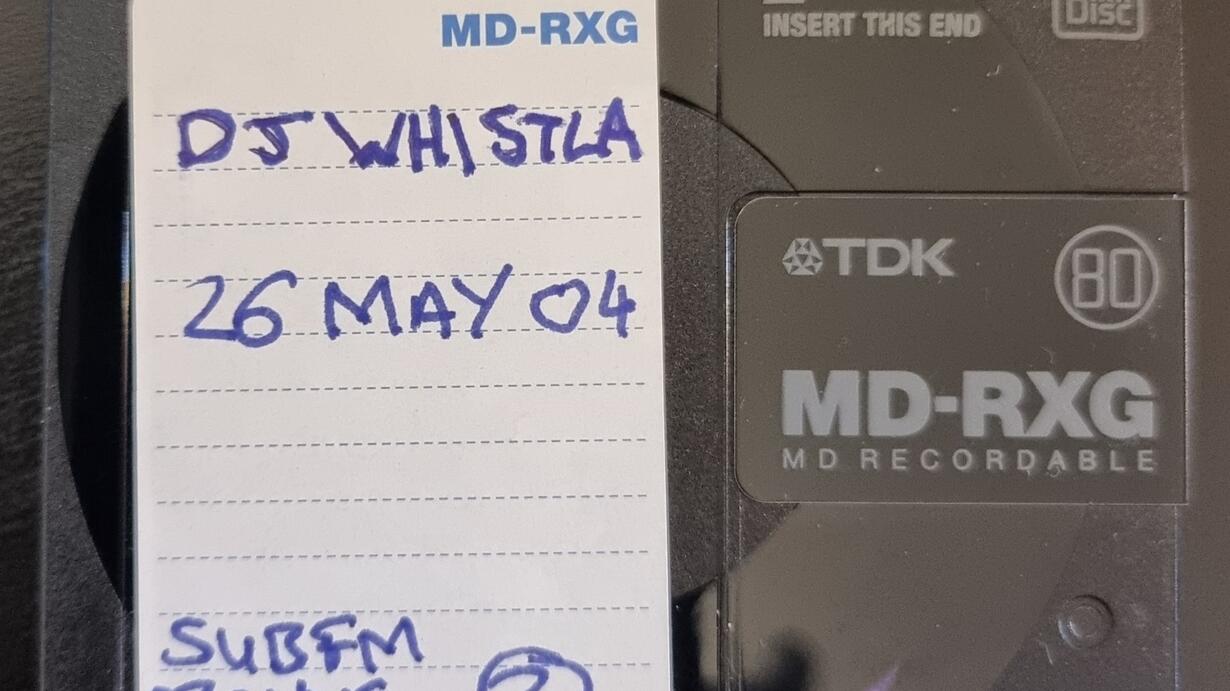 MD-RXG
DJ WHISTLA
26 MAY 04
SUBFM
INSERT THIS END
Disc
TDK
80
MD-RXG
MD RECORDABLE